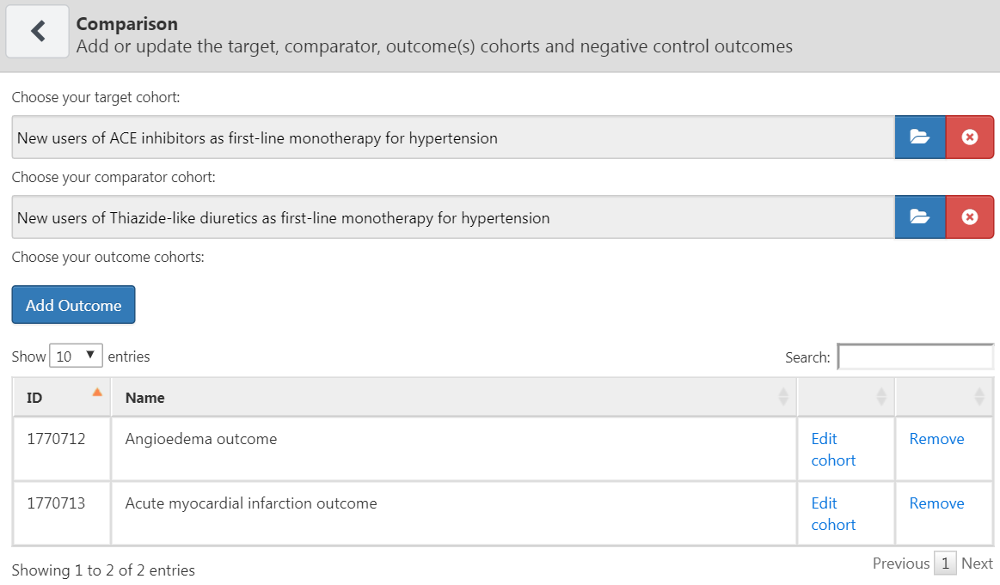 Comparison
Add or update the target, comparator, outcome(s) cohorts and negative control outcomes
Choose your target cohort:
New users of ACE inhibitors as first-line monotherapy for hypertension
Choose your comparator cohort:
New users of Thiazide-like diuretics as first-line monotherapy for hypertension
Choose your outcome cohorts:
Add Outcome
Show 10 entries Search:
ID Name
1770712 Angioedema outcome Edit cohort Remove
1770713 Acute myocardial infarction outcome Edit cohort Remove
Showing 1 to 2 of 2 entries Previous 1 Next